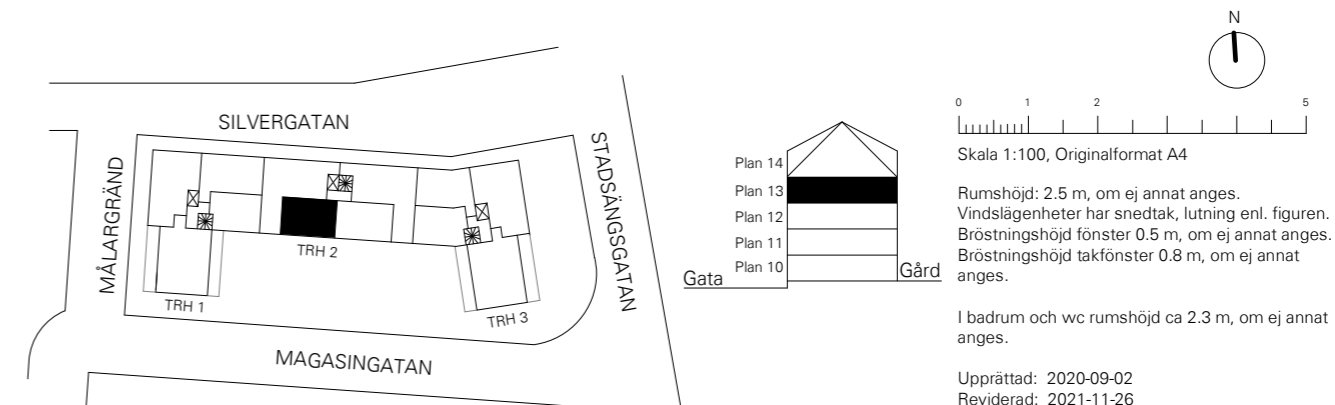 SILVERGATAN
MÅLARGRÄND
STADSÄNGSGATAN
TRH 2
TRH 1
TRH 3
MAGASINGATAN
Plan 14
Plan 13
Plan 12
Plan 11
Plan 10
Gata
Gård
N
0 1 2 5
Skala 1:100, Originalformat A4
Rumshöjd: 2.5 m, om ej annat anges.
Vindslägenheter har snedtak, lutning enl. figuren.
Bröstningshöjd fönster 0.5 m, om ej annat anges.
Bröstningshöjd takfönster 0.8 m, om ej annat
anges.
I badrum och wc rumshöjd ca 2.3 m, om ej annat
anges.
Upprättad: 2020-09-02
Reviderad: 2021-11-26